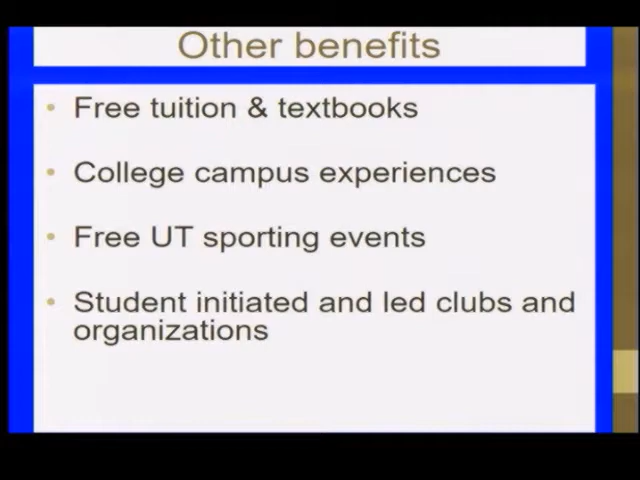 Other benefits
• Free tuition & textbooks
• College campus experiences
• Free UT sporting events
• Student initiated and led clubs and
organizations